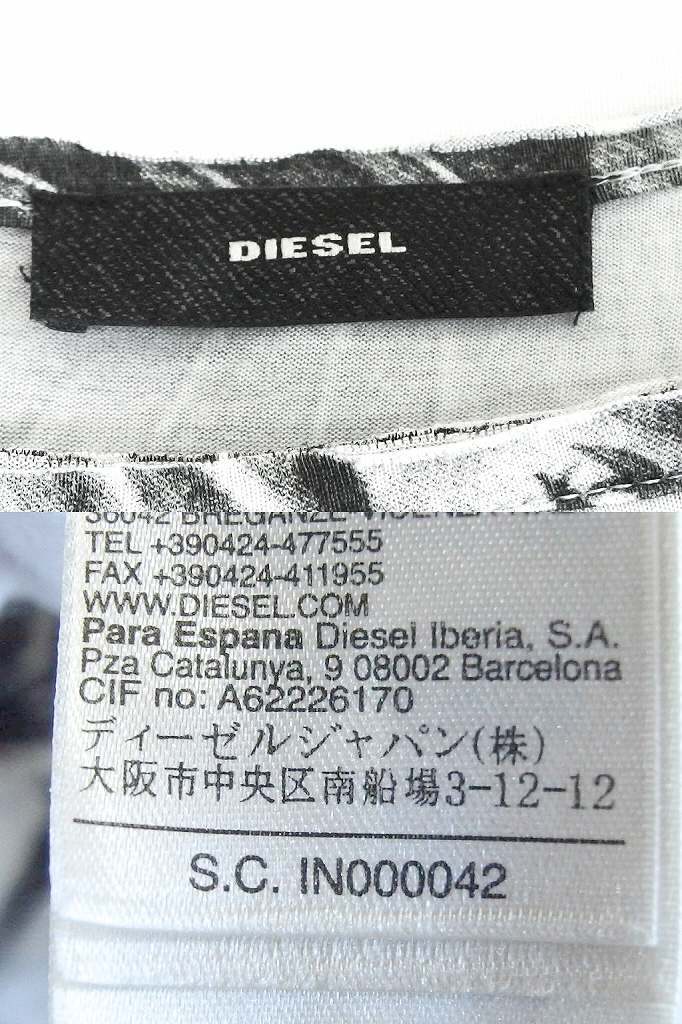 DIESEL
36042 BREGANZE
TEL +390424-477555
FAX +390424-411955
WWW.DIESEL.COM
Para Espana Diesel Iberia, S.A.
Pza Catalunya, 9 08002 Barcelona
CIF no: A62226170
ディーゼルジャパン(株)
大阪市中央区南船場3-12-12
S.C. IN000042